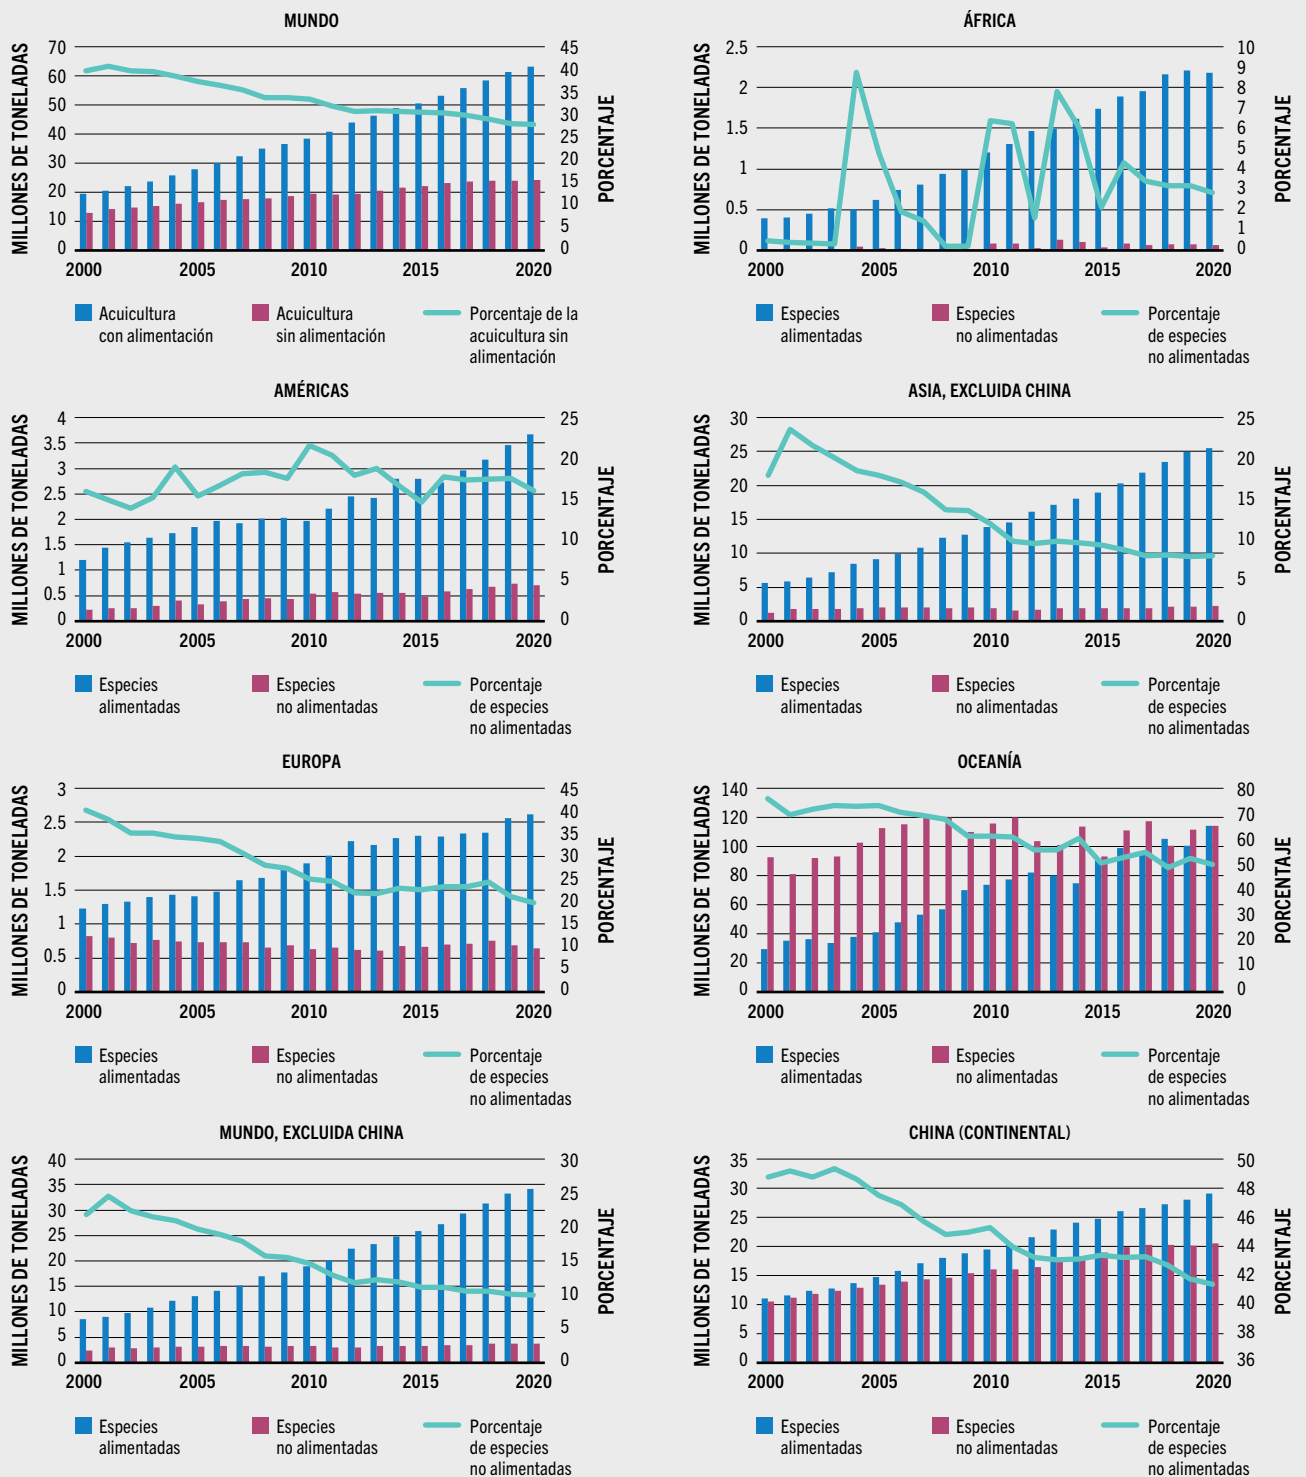 MUNDO
MILLONES DE TONELADAS
70
60
50
40
30
20
10
0
45
40
35
30
25
20
15
10
5
0
PORCENTAJE
2000 2005 2010 2015 2020
Acuicultura
con alimentación
Acuicultura
sin alimentación
Porcentaje de la
acuicultura sin
alimentación
ÁFRICA
MILLONES DE TONELADAS
2.5
2
1.5
1
0.5
0
10
9
8
7
6
5
4
3
2
1
0
PORCENTAJE
2000 2005 2010 2015 2020
Especies
alimentadas
Especies
no alimentadas
Porcentaje
de especies
no alimentadas
AMÉRICAS
MILLONES DE TONELADAS
4
3.5
3
2.5
2
1.5
1
0.5
0
25
20
15
10
5
0
PORCENTAJE
2000 2005 2010 2015 2020
Especies
alimentadas
Especies
no alimentadas
Porcentaje
de especies
no alimentadas
ASIA, EXCLUIDA CHINA
MILLONES DE TONELADAS
30
25
20
15
10
5
0
25
20
15
10
5
0
PORCENTAJE
2000 2005 2010 2015 2020
Especies
alimentadas
Especies
no alimentadas
Porcentaje
de especies
no alimentadas
EUROPA
MILLONES DE TONELADAS
3
2.5
2
1.5
1
0.5
0
45
40
35
30
25
20
15
10
5
0
PORCENTAJE
2000 2005 2010 2015 2020
Especies
alimentadas
Especies
no alimentadas
Porcentaje
de especies
no alimentadas
OCEANÍA
MILLONES DE TONELADAS
140
120
100
80
60
40
20
0
80
70
60
50
40
30
20
10
0
PORCENTAJE
2000 2005 2010 2015 2020
Especies
alimentadas
Especies
no alimentadas
Porcentaje
de especies
no alimentadas
MUNDO, EXCLUIDA CHINA
MILLONES DE TONELADAS
40
35
30
25
20
15
10
5
0
30
25
20
15
10
5
0
PORCENTAJE
2000 2005 2010 2015 2020
Especies
alimentadas
Especies
no alimentadas
Porcentaje
de especies
no alimentadas
CHINA (CONTINENTAL)
MILLONES DE TONELADAS
35
30
25
20
15
10
5
0
50
48
46
44
42
40
38
36
PORCENTAJE
2000 2005 2010 2015 2020
Especies
alimentadas
Especies
no alimentadas
Porcentaje
de especies
no alimentadas